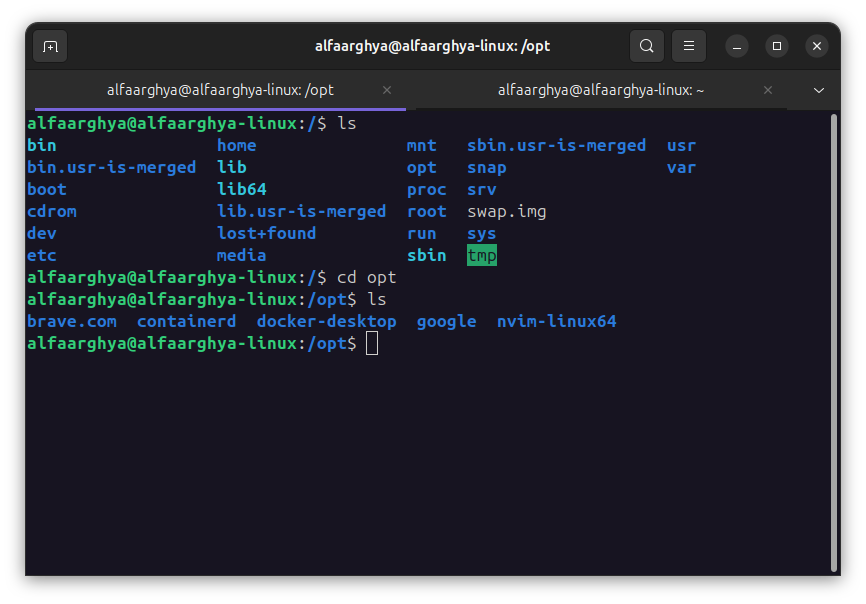 alfaarghya@alfaarghya-linux: /opt
alfaarghya@alfaarghya-linux: /opt alfaarghya@alfaarghya-linux: ~
alfaarghya@alfaarghya-linux:/$ ls
bin home mnt sbin.usr-is-merged usr
bin.usr-is-merged lib opt snap var
boot lib64 proc srv
cdrom lib.usr-is-merged root swap.img
dev lost+found run sys
etc media sbin tmp
alfaarghya@alfaarghya-linux:/$ cd opt
alfaarghya@alfaarghya-linux:/opt$ ls
brave.com containerd docker-desktop google nvim-linux64
alfaarghya@alfaarghya-linux:/opt$